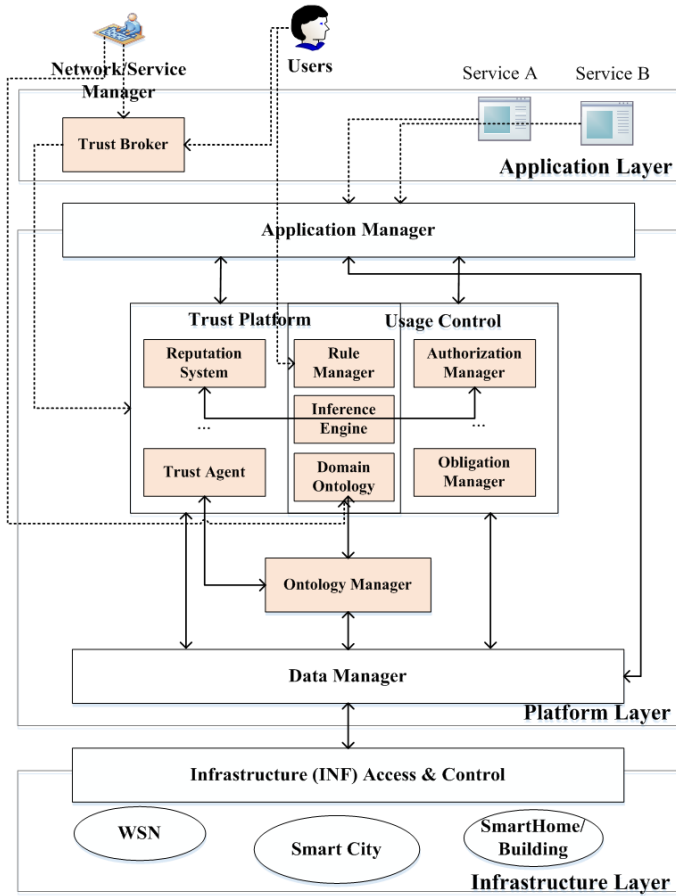 Network/Service
Manager
Users
Service A
Service B
Trust Broker
Application Layer
Application Manager
Trust Platform
Usage Control
Reputation
System
Rule
Manager
Authorization
Manager
...
Inference
Engine
...
Trust Agent
Domain
Ontology
Obligation
Manager
Ontology Manager
Data Manager
Platform Layer
Infrastructure (INF) Access & Control
WSN
Smart City
SmartHome/
Building
Infrastructure Layer